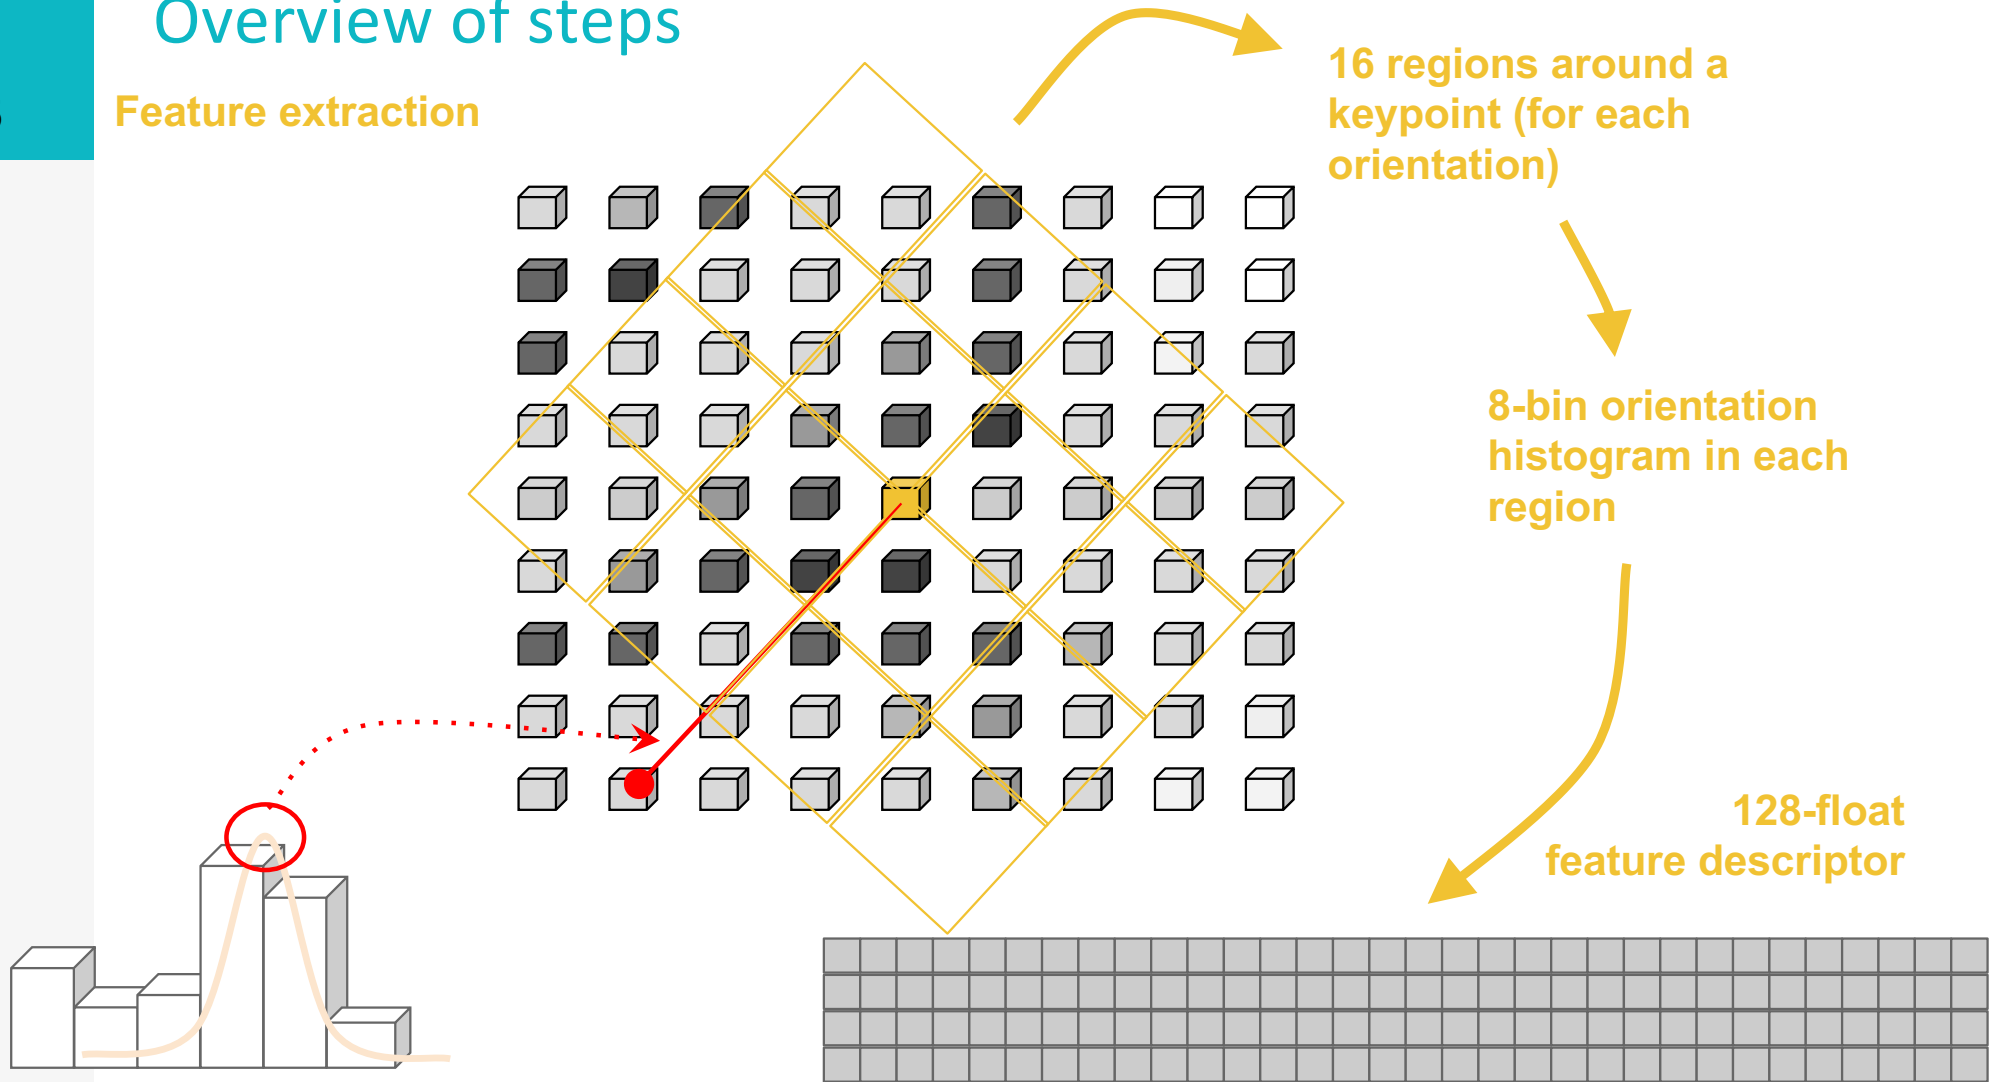 Overview of steps
Feature extraction
16 regions around a
keypoint (for each
orientation)
8-bin orientation
histogram in each
region
128-float
feature descriptor